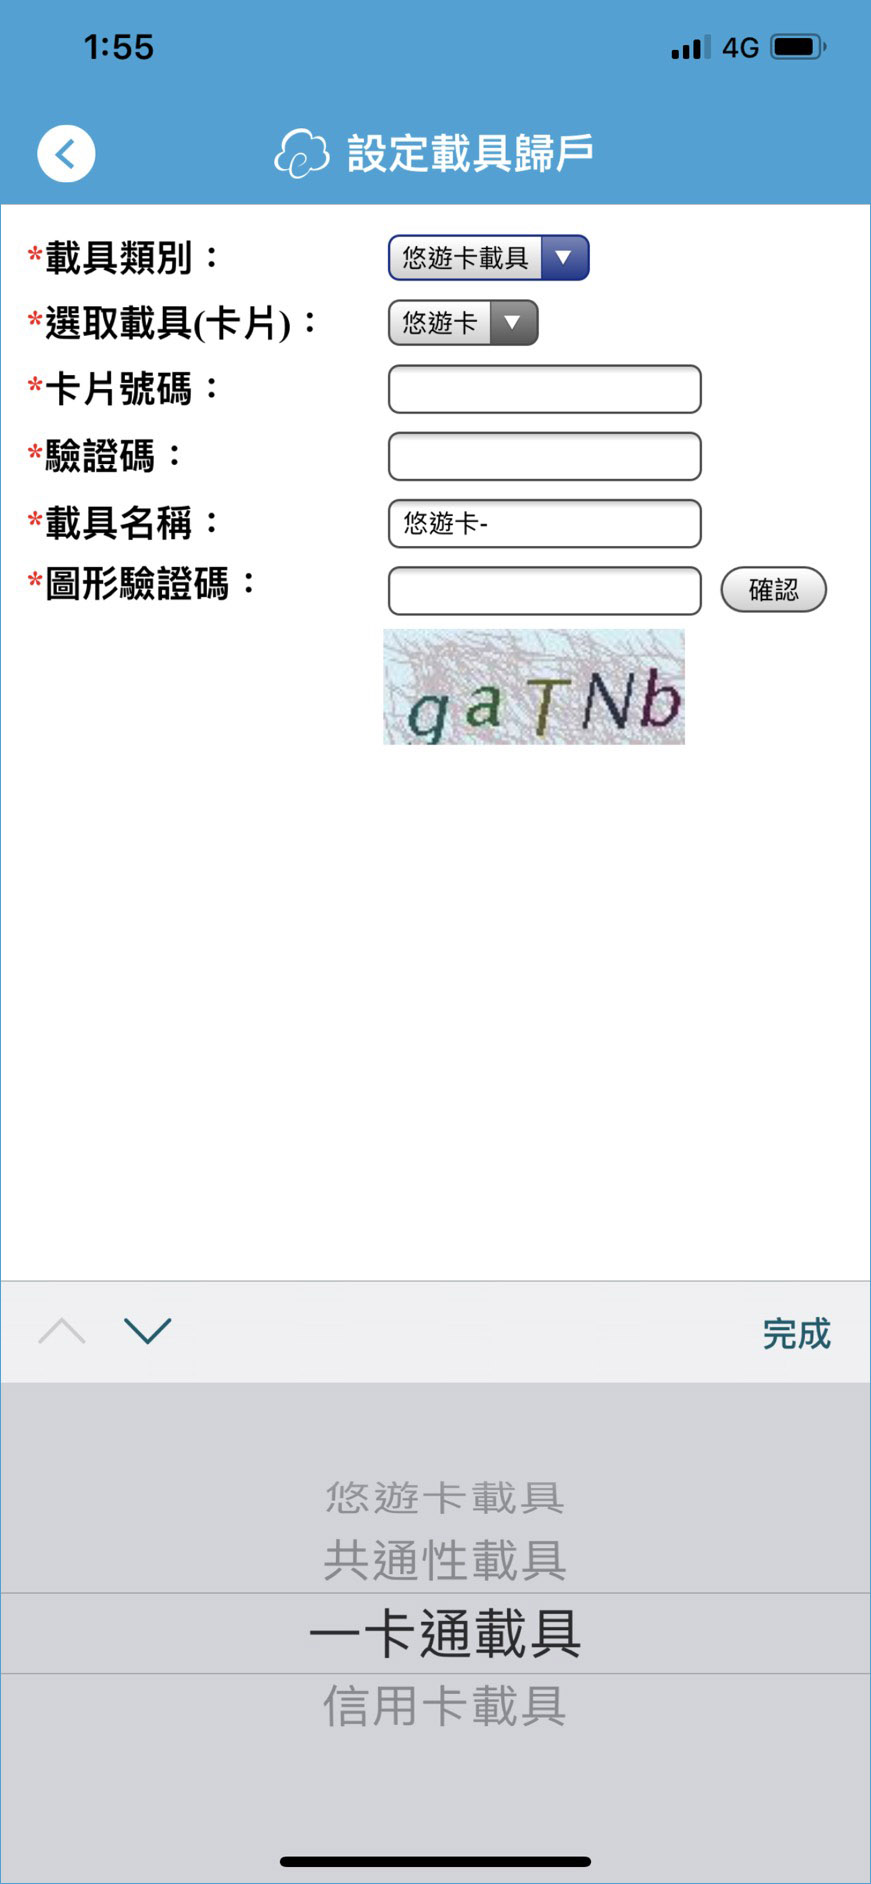 1:55
4G
設定載具歸戶
*載具類別：
悠遊卡載具
*選取載具(卡片)：
悠遊卡
*卡片號碼：
*驗證碼：
*載具名稱：
悠遊卡-
*圖形驗證碼：
確認
gaTNb
完成
悠遊卡載具
共通性載具
一卡通載具
信用卡載具